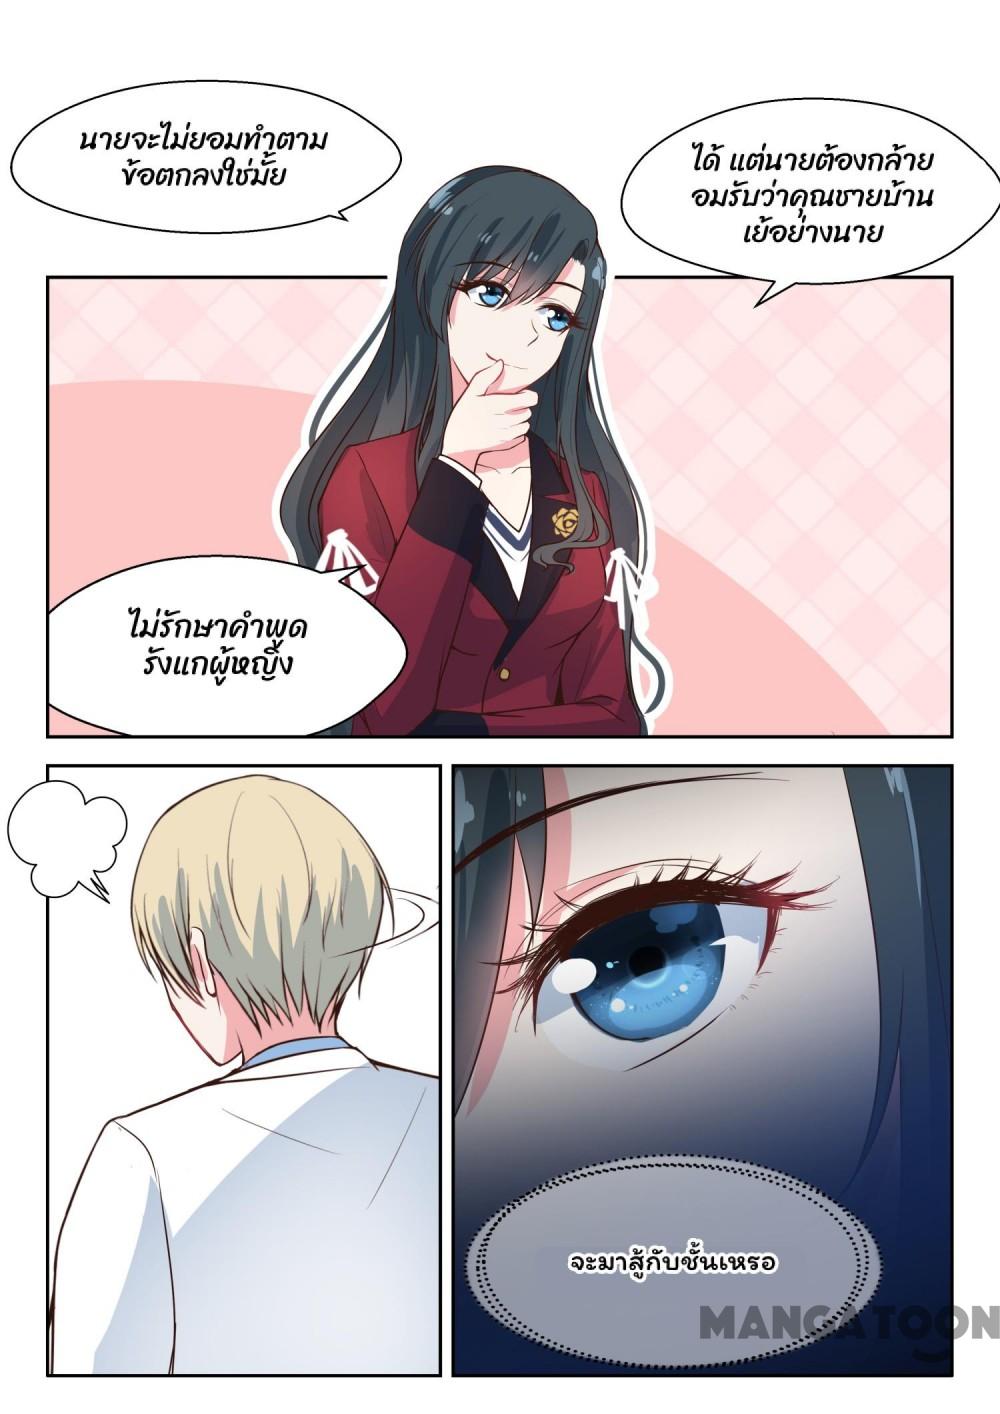 นายจะไม่ยอมทำตาม
ข้อตกลงใช่มั้ย
ได้ แต่นายต้องกล้าย
อมรับว่าคุณชายบ้าน
เย้อย่างนาย
ไม่รักษาคำพูด
รังแกผู้หญิง
จะมาสู้กับชั้นเหรอ
MANGATOON